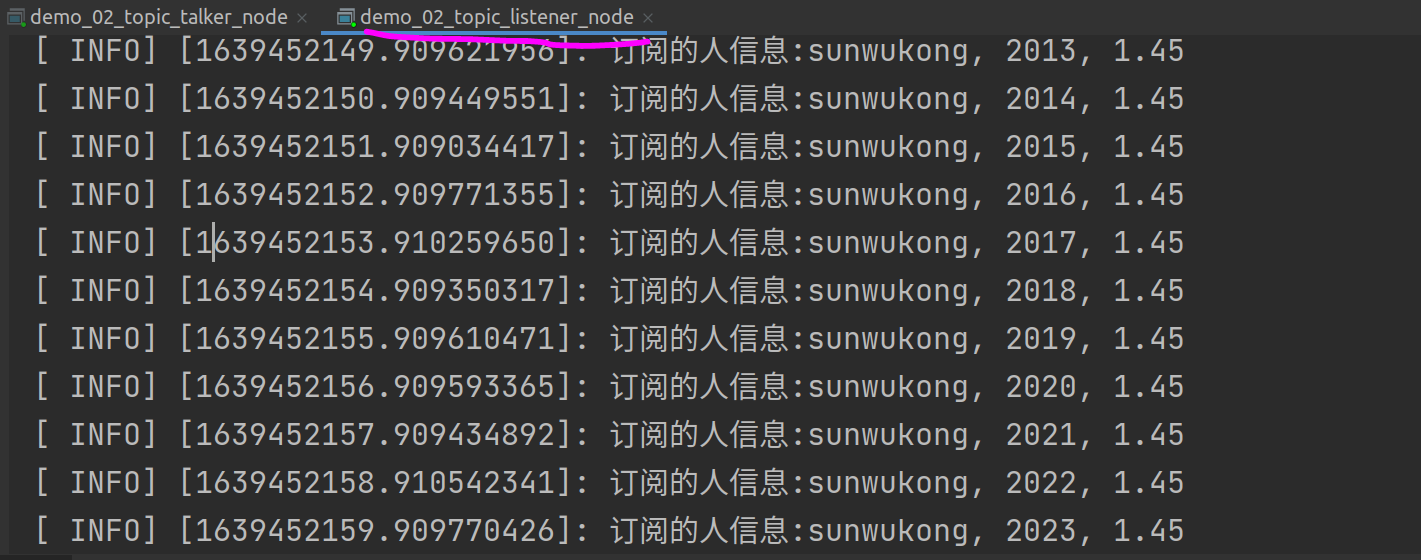 demo_02_topic_talker_node × demo_02_topic_listener_node ×
[ INFO] [1639452149.909621956]: 订阅的人信息:sunwukong, 2013, 1.45
[ INFO] [1639452150.909449551]: 订阅的人信息:sunwukong, 2014, 1.45
[ INFO] [1639452151.909034417]: 订阅的人信息:sunwukong, 2015, 1.45
[ INFO] [1639452152.909771355]: 订阅的人信息:sunwukong, 2016, 1.45
[ INFO] [1639452153.910259650]: 订阅的人信息:sunwukong, 2017, 1.45
[ INFO] [1639452154.909350317]: 订阅的人信息:sunwukong, 2018, 1.45
[ INFO] [1639452155.909610471]: 订阅的人信息:sunwukong, 2019, 1.45
[ INFO] [1639452156.909593365]: 订阅的人信息:sunwukong, 2020, 1.45
[ INFO] [1639452157.909434892]: 订阅的人信息:sunwukong, 2021, 1.45
[ INFO] [1639452158.910542341]: 订阅的人信息:sunwukong, 2022, 1.45
[ INFO] [1639452159.909770426]: 订阅的人信息:sunwukong, 2023, 1.45